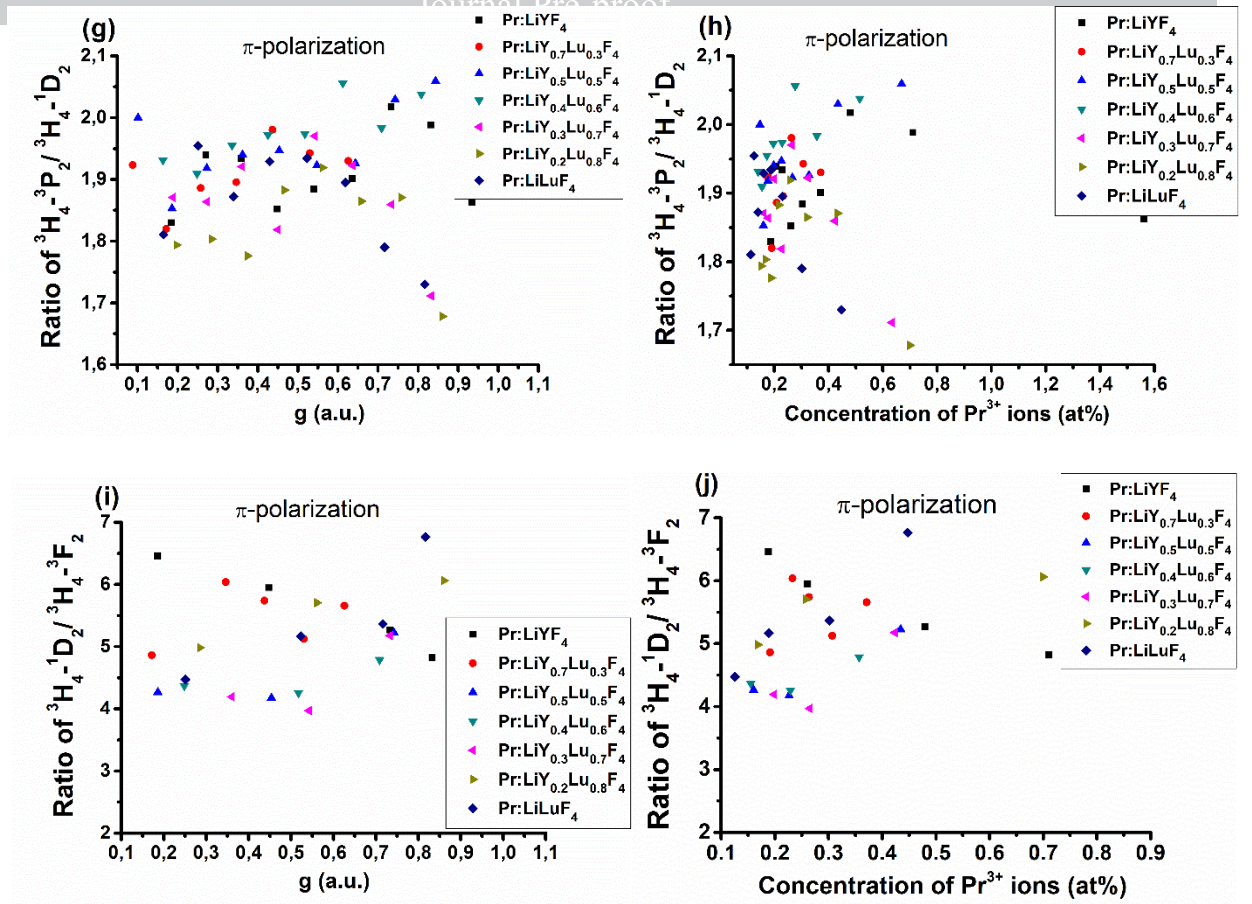 Journal Pre-proof
(g)
π-polarization
Pr:LiYF4
Pr:LiY0.7Lu0.3F4
Pr:LiY0.5Lu0.5F4
Pr:LiY0.4Lu0.6F4
Pr:LiY0.3Lu0.7F4
Pr:LiY0.2Lu0.8F4
Pr:LiLuF4
2,1
2,0
1,9
1,8
1,7
1,6
Ratio of 3H4-3P2/ 3H4-1D2
0,1 0,2 0,3 0,4 0,5 0,6 0,7 0,8 0,9 1,0 1,1
g (a.u.)
(h)
π-polarization
Pr:LiYF4
Pr:LiY0.7Lu0.3F4
Pr:LiY0.5Lu0.5F4
Pr:LiY0.4Lu0.6F4
Pr:LiY0.3Lu0.7F4
Pr:LiY0.2Lu0.8F4
Pr:LiLuF4
2,1
2,0
1,9
1,8
1,7
Ratio of 3H4-3P2/ 3H4-1D2
0,2 0,4 0,6 0,8 1,0 1,2 1,4 1,6
Concentration of Pr3+ ions (at%)
(i)
π-polarization
7
6
5
4
3
2
Ratio of 3H4-1D2/ 3H4-3F2
Pr:LiYF4
Pr:LiY0.7Lu0.3F4
Pr:LiY0.5Lu0.5F4
Pr:LiY0.4Lu0.6F4
Pr:LiY0.3Lu0.7F4
Pr:LiY0.2Lu0.8F4
Pr:LiLuF4
0,1 0,2 0,3 0,4 0,5 0,6 0,7 0,8 0,9 1,0 1,1
g (a.u.)
(j)
π-polarization
Pr:LiYF4
Pr:LiY0.7Lu0.3F4
Pr:LiY0.5Lu0.5F4
Pr:LiY0.4Lu0.6F4
Pr:LiY0.3Lu0.7F4
Pr:LiY0.2Lu0.8F4
Pr:LiLuF4
7
6
5
4
3
2
Ratio of 3H4-1D2/ 3H4-3F2
0.1 0.2 0.3 0.4 0.5 0.6 0.7 0.8 0.9
Concentration of Pr3+ ions (at%)